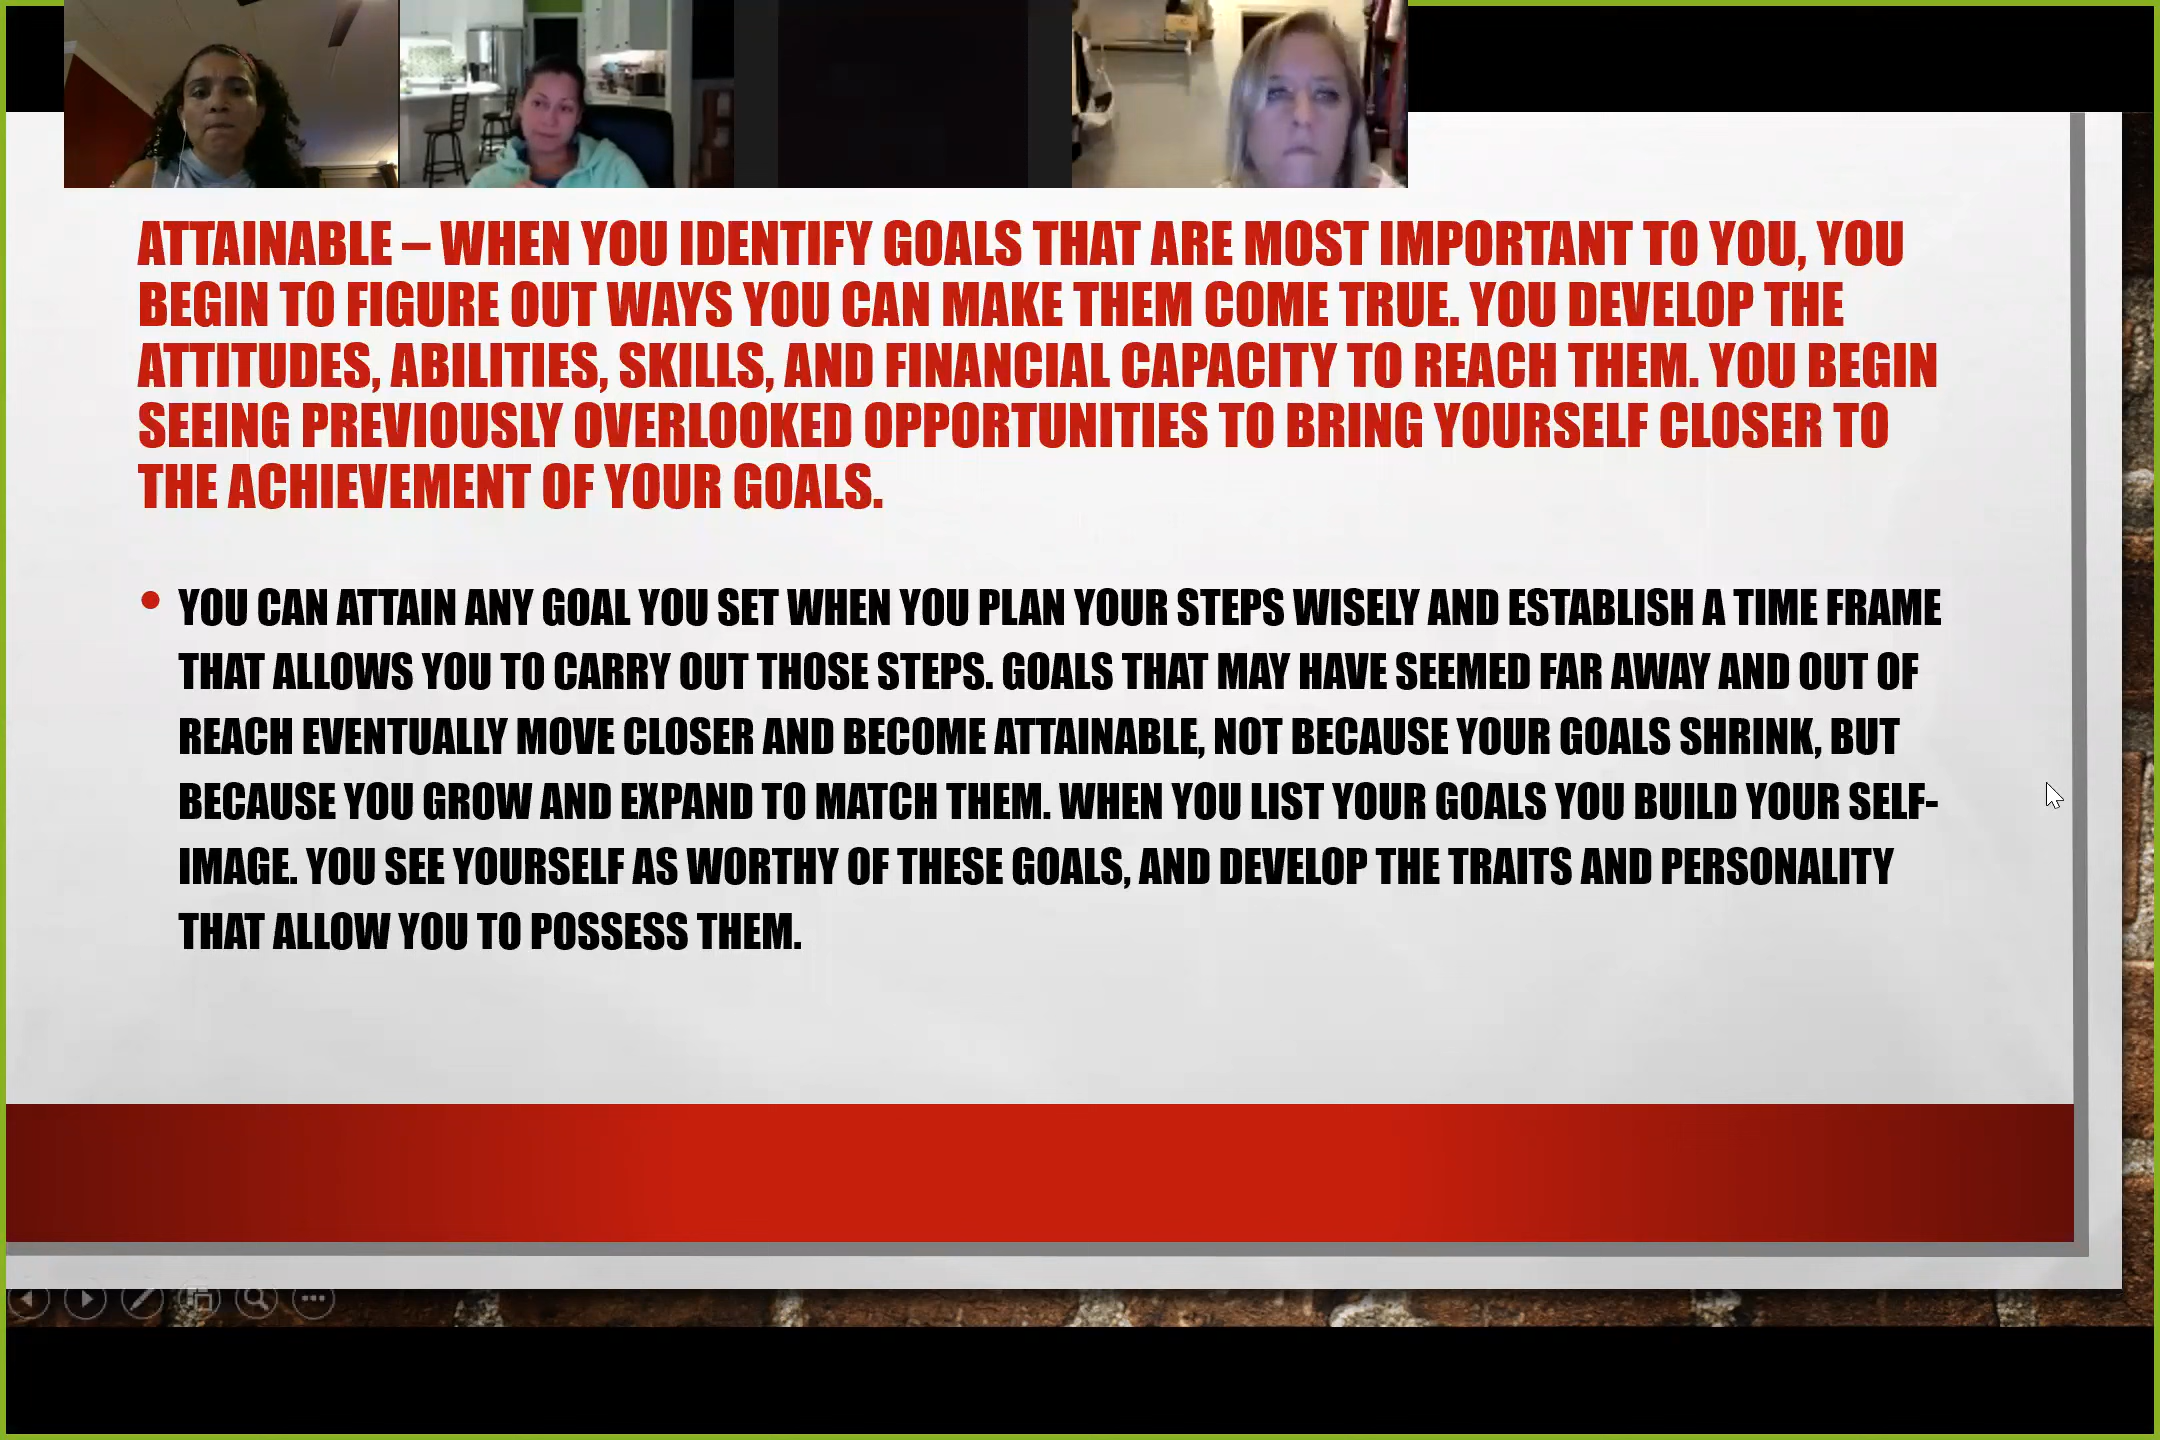 ATTAINABLE – WHEN YOU IDENTIFY GOALS THAT ARE MOST IMPORTANT TO YOU, YOU
BEGIN TO FIGURE OUT WAYS YOU CAN MAKE THEM COME TRUE. YOU DEVELOP THE
ATTITUDES, ABILITIES, SKILLS, AND FINANCIAL CAPACITY TO REACH THEM. YOU BEGIN
SEEING PREVIOUSLY OVERLOOKED OPPORTUNITIES TO BRING YOURSELF CLOSER TO
THE ACHIEVEMENT OF YOUR GOALS.
• YOU CAN ATTAIN ANY GOAL YOU SET WHEN YOU PLAN YOUR STEPS WISELY AND ESTABLISH A TIME FRAME
THAT ALLOWS YOU TO CARRY OUT THOSE STEPS. GOALS THAT MAY HAVE SEEMED FAR AWAY AND OUT OF
REACH EVENTUALLY MOVE CLOSER AND BECOME ATTAINABLE, NOT BECAUSE YOUR GOALS SHRINK, BUT
BECAUSE YOU GROW AND EXPAND TO MATCH THEM. WHEN YOU LIST YOUR GOALS YOU BUILD YOUR SELF-
IMAGE. YOU SEE YOURSELF AS WORTHY OF THESE GOALS, AND DEVELOP THE TRAITS AND PERSONALITY
THAT ALLOW YOU TO POSSESS THEM.